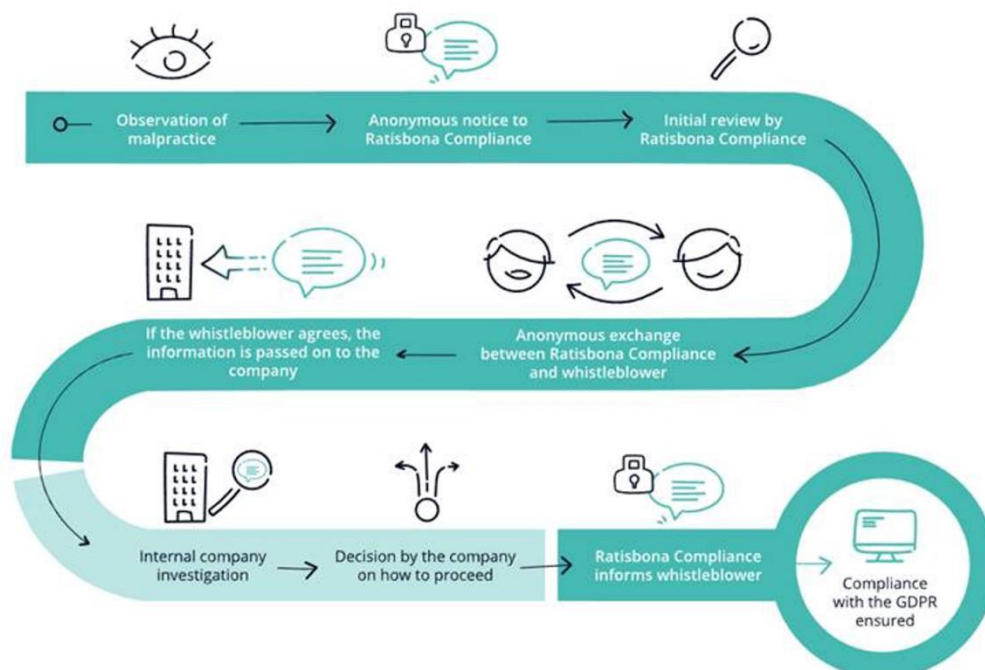 Observation of
malpractice
Anonymous notice to
Ratisbona Compliance
Initial review by
Ratisbona Compliance
Anonymous exchange
between Ratisbona Compliance
and whistleblower
If the whistleblower agrees, the
information is passed on to the
company
Internal company
investigation
Decision by the company
on how to proceed
Ratisbona Compliance
informs whistleblower
Compliance
with the GDPR
ensured